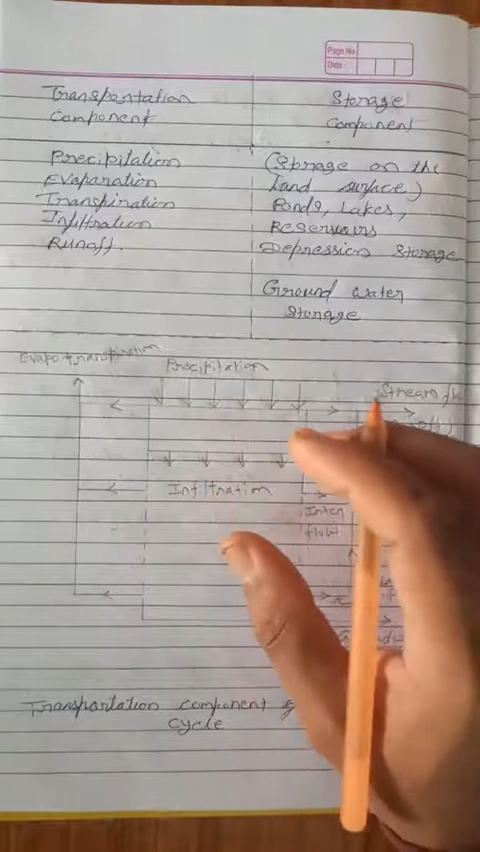 Page No.
Date
Transportation
Component
Precipitation
Evaparation
Transpiration
Infiltration
Runoff.
Storage
component
(Storage on the
land surface)
Ponds, Lakes,
Reservoirs
Depression Storage
Ground water
Storage
Evapotranspiration
Precipitation
Stream
Infiltration
Inter
flow
Transportation component
cycle